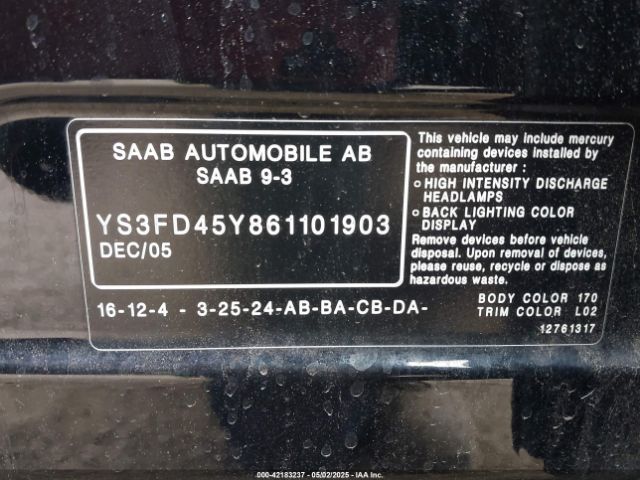 SAAB AUTOMOBILE AB
SAAB 9-3
YS3FD45Y861101903
DEC/05
16-12-4 - 3-25-24-AB-BA-CB-DA-
This vehicle may include mercury
containing devices installed by
the manufacturer :
o HIGH INTENSITY DISCHARGE
HEADLAMPS
o BACK LIGHTING COLOR
DISPLAY
Remove devices before vehicle
disposal. Upon removal of devices,
please reuse, recycle or dispose as
hazardous waste.
BODY COLOR 170
TRIM COLOR L02
12761317
000-42183237 - 05/02/2025 - IAA Inc.